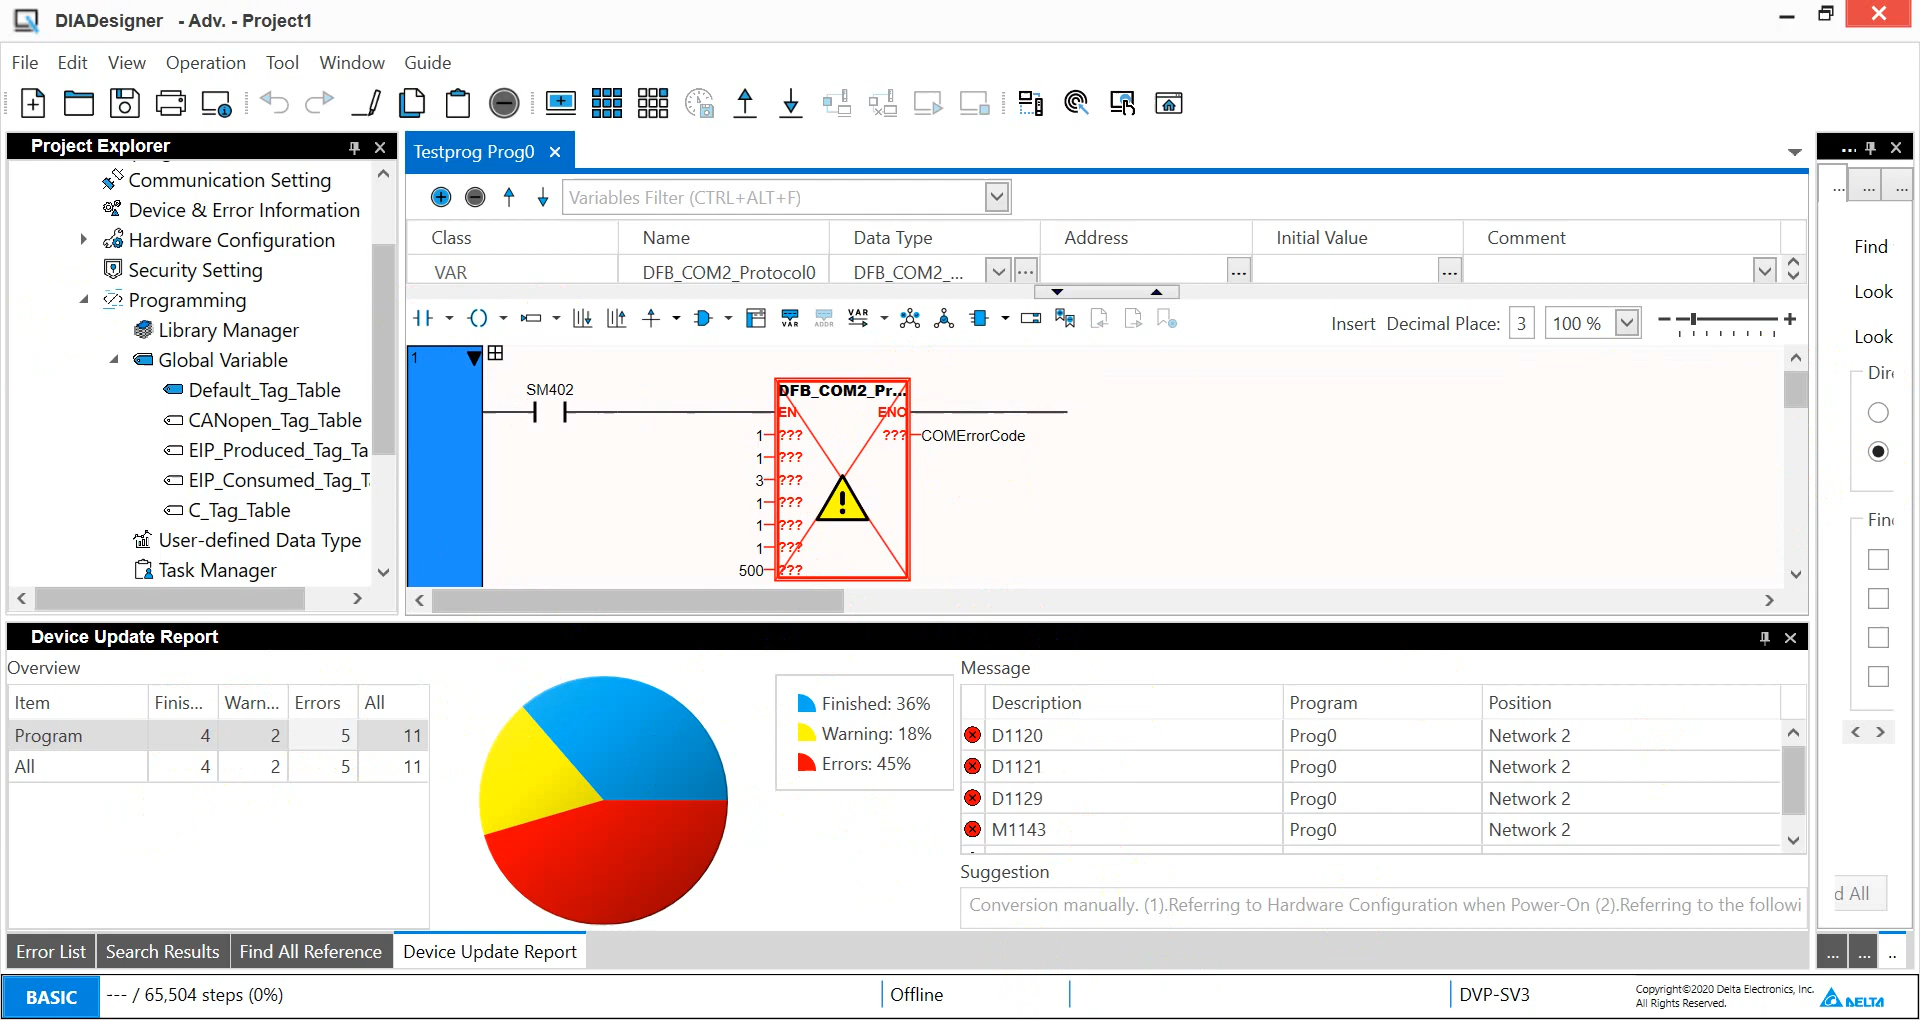 DIADesigner - Adv. - Project1
File Edit View Operation Tool Window Guide
Project Explorer
Communication Setting
Device & Error Information
Hardware Configuration
Security Setting
Programming
Library Manager
Global Variable
Default_Tag_Table
CANopen_Tag_Table
EIP_Produced_Tag_Ta
EIP_Consumed_Tag_T
C_Tag_Table
User-defined Data Type
Task Manager
Testprog Prog0
Variables Filter (CTRL+ALT+F)
Class Name Data Type Address Initial Value Comment
VAR DFB_COM2_Protocol0 DFB_COM2_... ... ... ...
VAR ADDR VAR
Insert Decimal Place: 3 100 %
1
SM402
DFB_COM2_Pr...
EN ENO
1 ??? ??? COMErrorCode
1 ???
3 ???
1 ???
1 ???
1 ???
500 ???
... 
... ... ...
Find
Look
Look
Dire
Find
d All
... ... ..
Device Update Report
Overview
Item Finis... Warn... Errors All
Program 4 2 5 11
All 4 2 5 11
Finished: 36%
Warning: 18%
Errors: 45%
Message
Description Program Position
D1120 Prog0 Network 2
D1121 Prog0 Network 2
D1129 Prog0 Network 2
M1143 Prog0 Network 2
Suggestion
Conversion manually. (1).Referring to Hardware Configuration when Power-On (2).Referring to the followi
Error List Search Results Find All Reference Device Update Report
BASIC --- / 65,504 steps (0%) Offline DVP-SV3
Copyright©2020 Delta Electronics, Inc.
All Rights Reserved.
DELTA